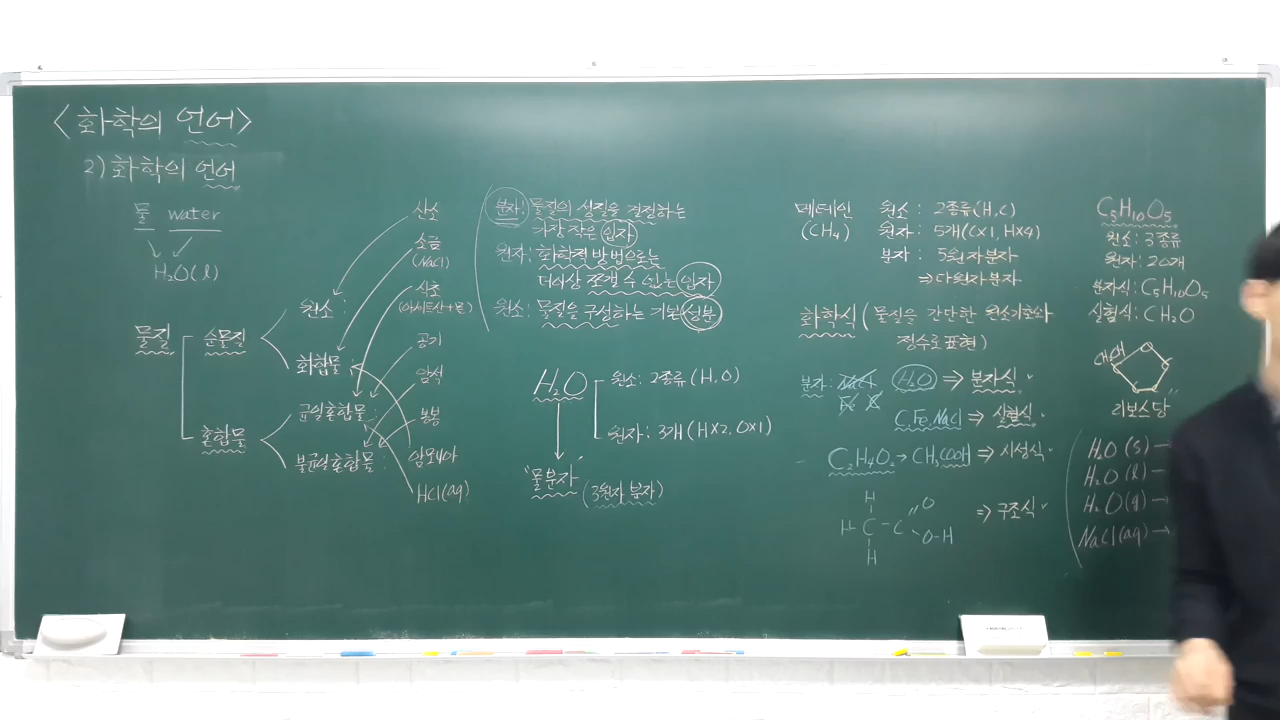 <화학의 언어>
2) 화학의 언어
물 water
H₂O(l)
물질
순물질
혼합물
원소 :
화합물 :
균일혼합물 :
불균일혼합물 :
산소
소금
(NaCl)
식초
(아세트산+물)
공기
암석
암모니아
HCl(aq)
분자: 물질의 성질을 결정하는
가장 작은 입자
원자: 화학적 방법으로는
더이상 쪼갤 수 없는 입자
원소: 물질을 구성하는 기본 성분
H₂O
원소: 2종류(H, O)
원자: 3개(H×2, O×1)
"물분자"
(3원자 분자)
메테인
(CH₄)
원소 : 2종류(H, C)
원자 : 5개(C×1, H×4)
분자 : 5원자분자
⇒다원자분자
화학식 (물질을 간단한 원소기호와
정수로 표현)
분자: H₂O ⇒ 분자식
C, Fe, NaCl ⇒ 실험식
C₂H₄O₂ → CH₃COOH ⇒ 시성식
H
H-C-C
O
O-H
H
⇒ 구조식
C₅H₁₀O₅
원소: 3종류
원자: 20개
분자식: C₅H₁₀O₅
실험식: CH₂O
리보스당
H₂O (s) →
H₂O (l) →
H₂O (g) →
NaCl (aq) →